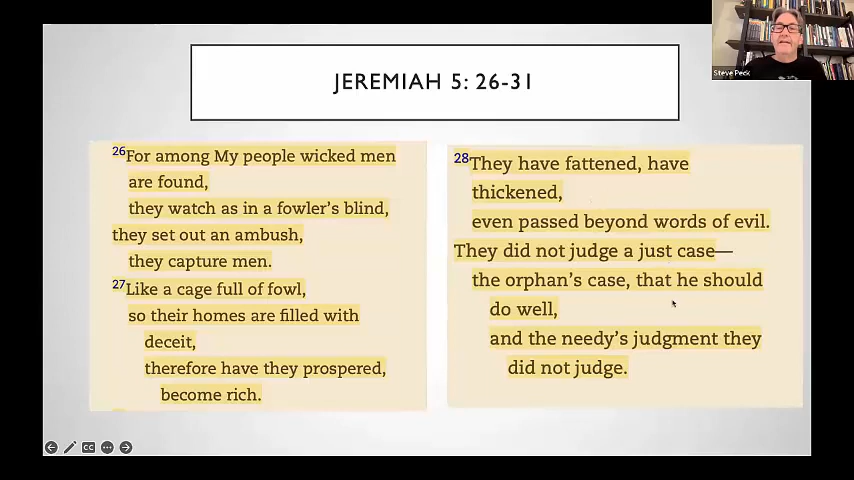 JEREMIAH 5: 26-31
Steve Peck
26For among My people wicked men
are found,
they watch as in a fowler's blind,
they set out an ambush,
they capture men.
27Like a cage full of fowl,
so their homes are filled with
deceit,
therefore have they prospered,
become rich.
28They have fattened, have
thickened,
even passed beyond words of evil.
They did not judge a just case—
the orphan's case, that he should
do well,
and the needy's judgment they
did not judge.
CC